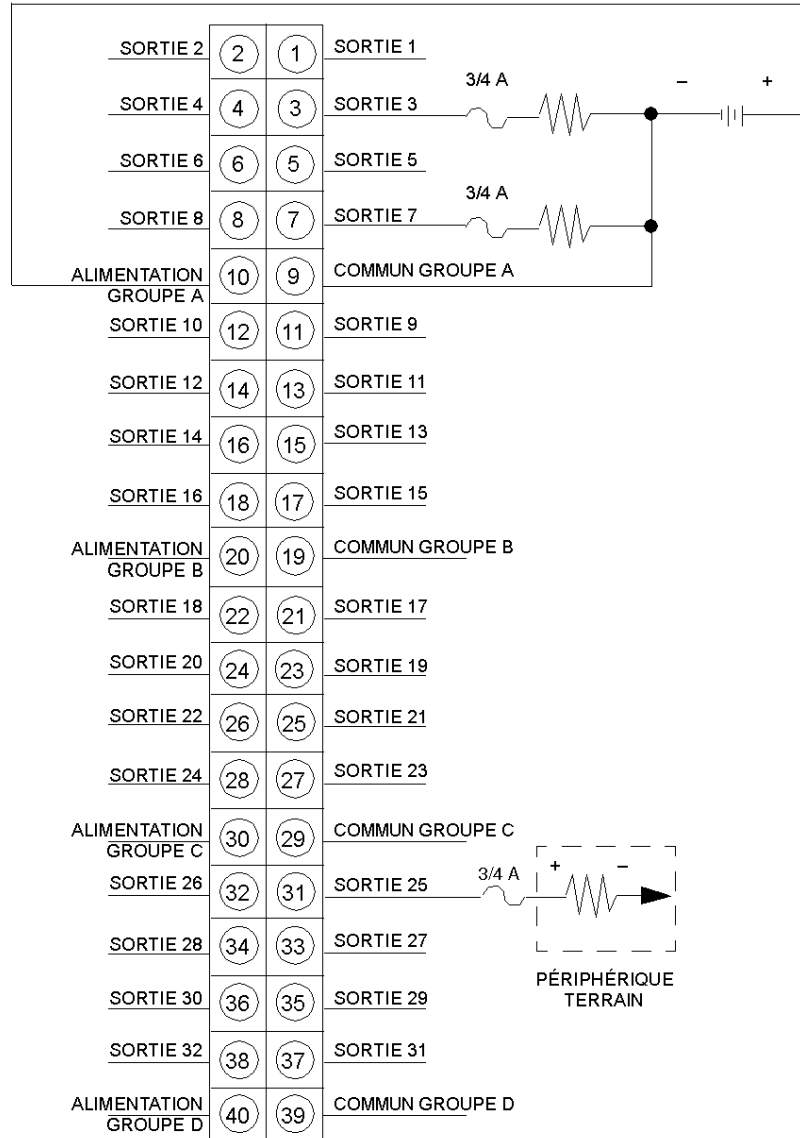 SORTIE 2 2 1 SORTIE 1
3/4 A - +
SORTIE 4 4 3 SORTIE 3
SORTIE 6 6 5 SORTIE 5
3/4 A
SORTIE 8 8 7 SORTIE 7
ALIMENTATION 10 9 COMMUN GROUPE A
GROUPE A
SORTIE 10 12 11 SORTIE 9
SORTIE 12 14 13 SORTIE 11
SORTIE 14 16 15 SORTIE 13
SORTIE 16 18 17 SORTIE 15
ALIMENTATION 20 19 COMMUN GROUPE B
GROUPE B
SORTIE 18 22 21 SORTIE 17
SORTIE 20 24 23 SORTIE 19
SORTIE 22 26 25 SORTIE 21
SORTIE 24 28 27 SORTIE 23
ALIMENTATION 30 29 COMMUN GROUPE C
GROUPE C
3/4 A + -
SORTIE 26 32 31 SORTIE 25
SORTIE 28 34 33 SORTIE 27
PÉRIPHÉRIQUE
TERRAIN
SORTIE 30 36 35 SORTIE 29
SORTIE 32 38 37 SORTIE 31
ALIMENTATION 40 39 COMMUN GROUPE D
GROUPE D